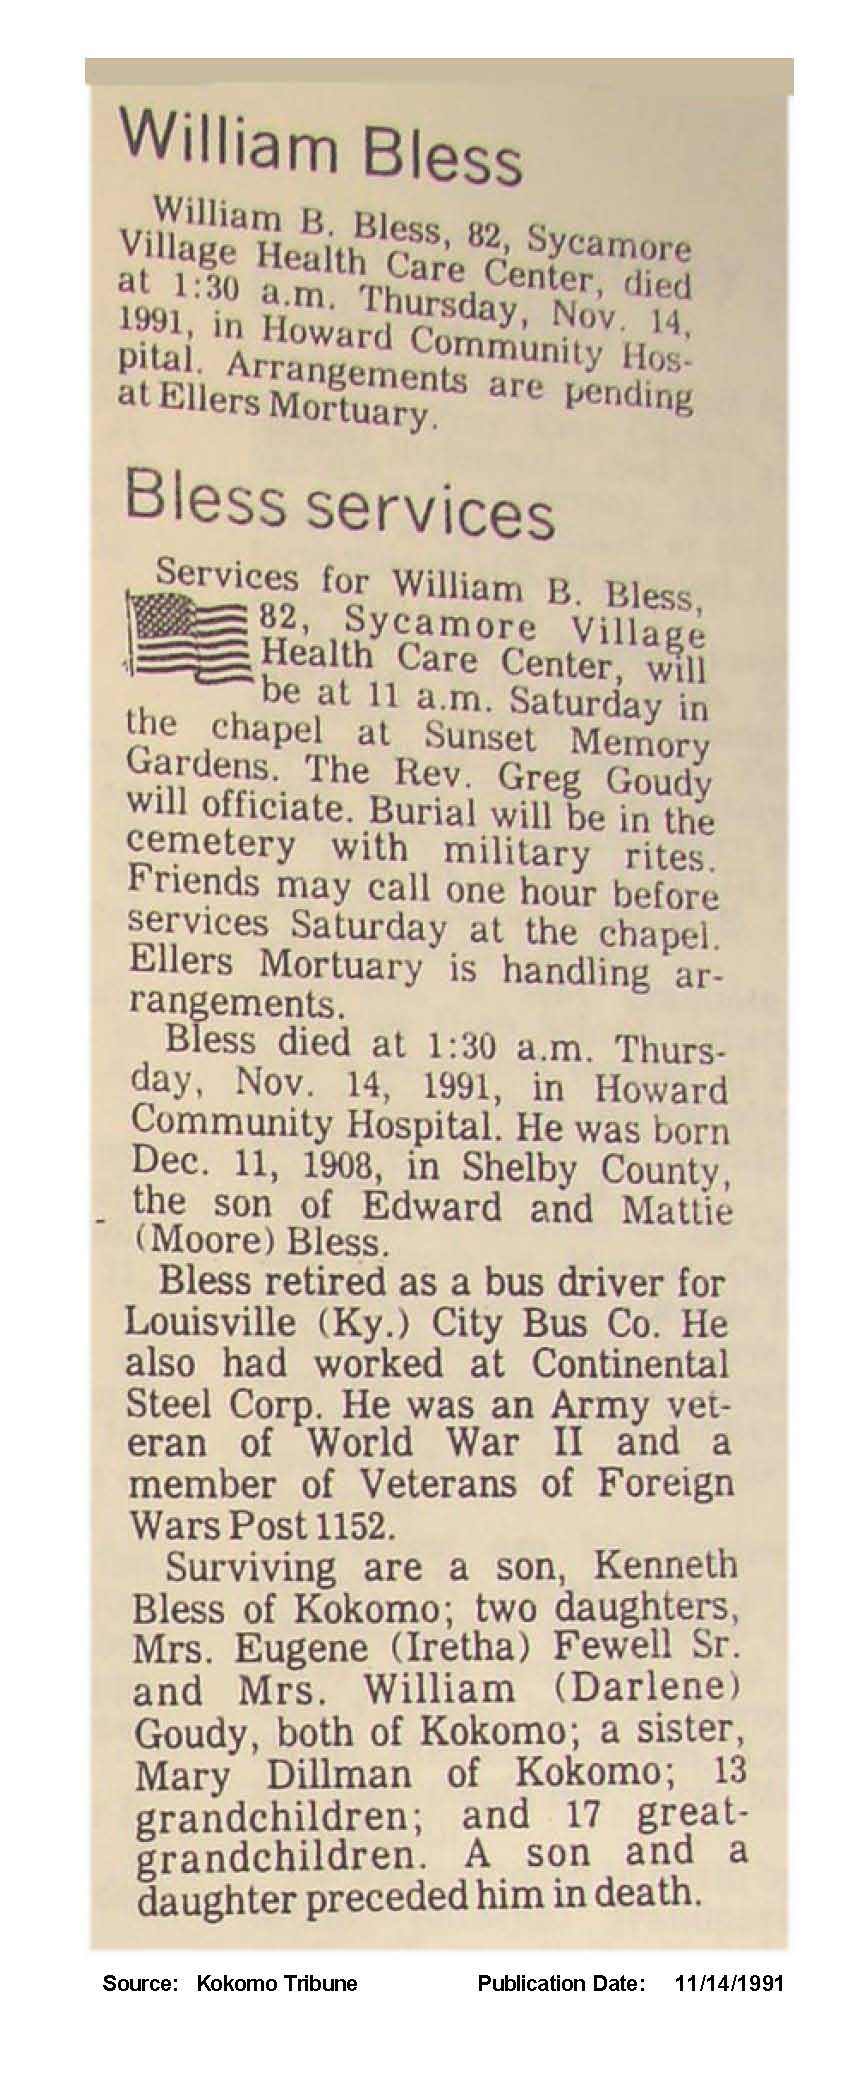 William Bless
William B. Bless, 82, Sycamore
Village Health Care Center, died
at 1:30 a.m. Thursday, Nov. 14,
1991, in Howard Community Hos-
pital. Arrangements are pending
at Ellers Mortuary.
Bless services
Services for William B. Bless,
82, Sycamore Village
Health Care Center, will
be at 11 a.m. Saturday in
the chapel at Sunset Memory
Gardens. The Rev. Greg Goudy
will officiate. Burial will be in the
cemetery with military rites.
Friends may call one hour before
services Saturday at the chapel.
Ellers Mortuary is handling ar-
rangements.
Bless died at 1:30 a.m. Thurs-
day, Nov. 14, 1991, in Howard
Community Hospital. He was born
Dec. 11, 1908, in Shelby County,
the son of Edward and Mattie
(Moore) Bless.
Bless retired as a bus driver for
Louisville (Ky.) City Bus Co. He
also had worked at Continental
Steel Corp. He was an Army vet-
eran of World War II and a
member of Veterans of Foreign
Wars Post 1152.
Surviving are a son, Kenneth
Bless of Kokomo; two daughters,
Mrs. Eugene (Iretha) Fewell Sr.
and Mrs. William (Darlene)
Goudy, both of Kokomo; a sister,
Mary Dillman of Kokomo; 13
grandchildren; and 17 great-
grandchildren. A son and a
daughter preceded him in death.
Source: Kokomo Tribune Publication Date: 11/14/1991